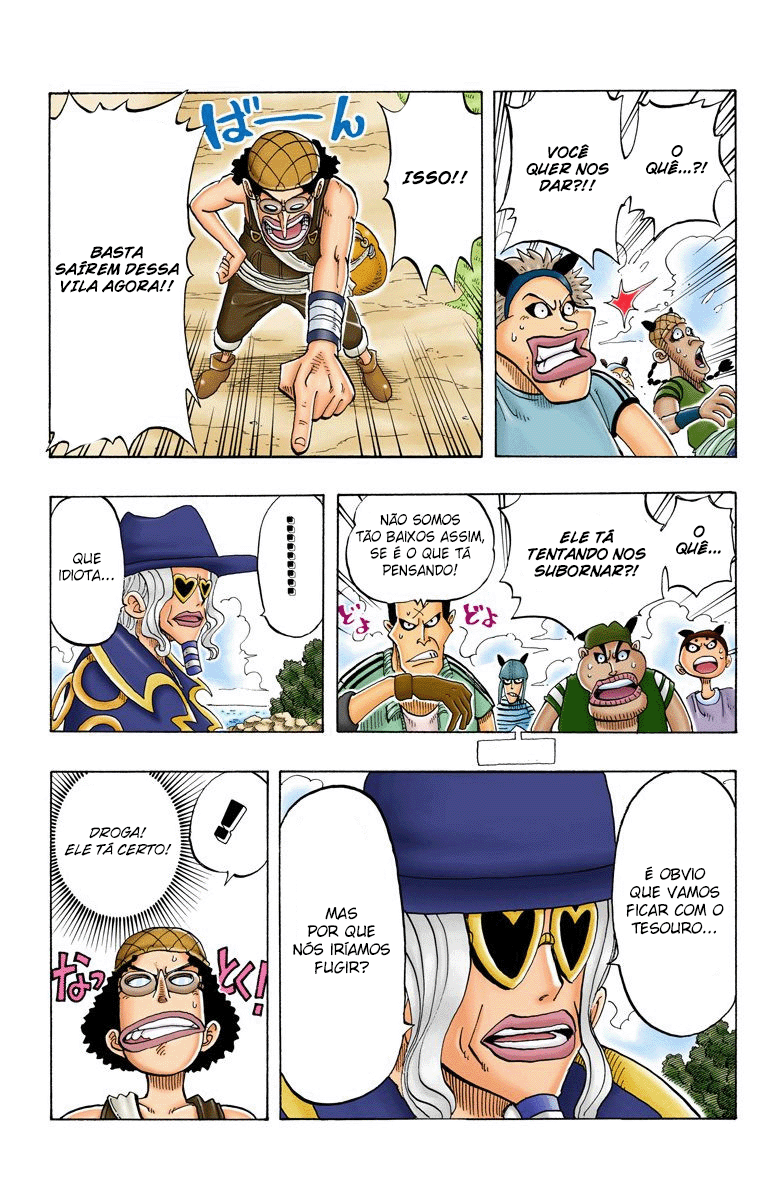 O
QUÊ...?!
VOCÊ
QUER NOS
DAR?!!
ISSO!!
ばーん
BASTA
SAÍREM DESSA
VILA AGORA!!
O
QUÊ...
ELE TÁ
TENTANDO NOS
SUBORNAR?!
NÃO SOMOS
TÃO BAIXOS ASSIM,
SE É O QUE TÁ
PENSANDO!
どよ
どよ
QUE
IDIOTA...
É OBVIO
QUE VAMOS
FICAR COM O
TESOURO...
MAS
POR QUE
NÓS IRÍAMOS
FUGIR?
!
DROGA!
ELE TÁ CERTO!
なっとく!